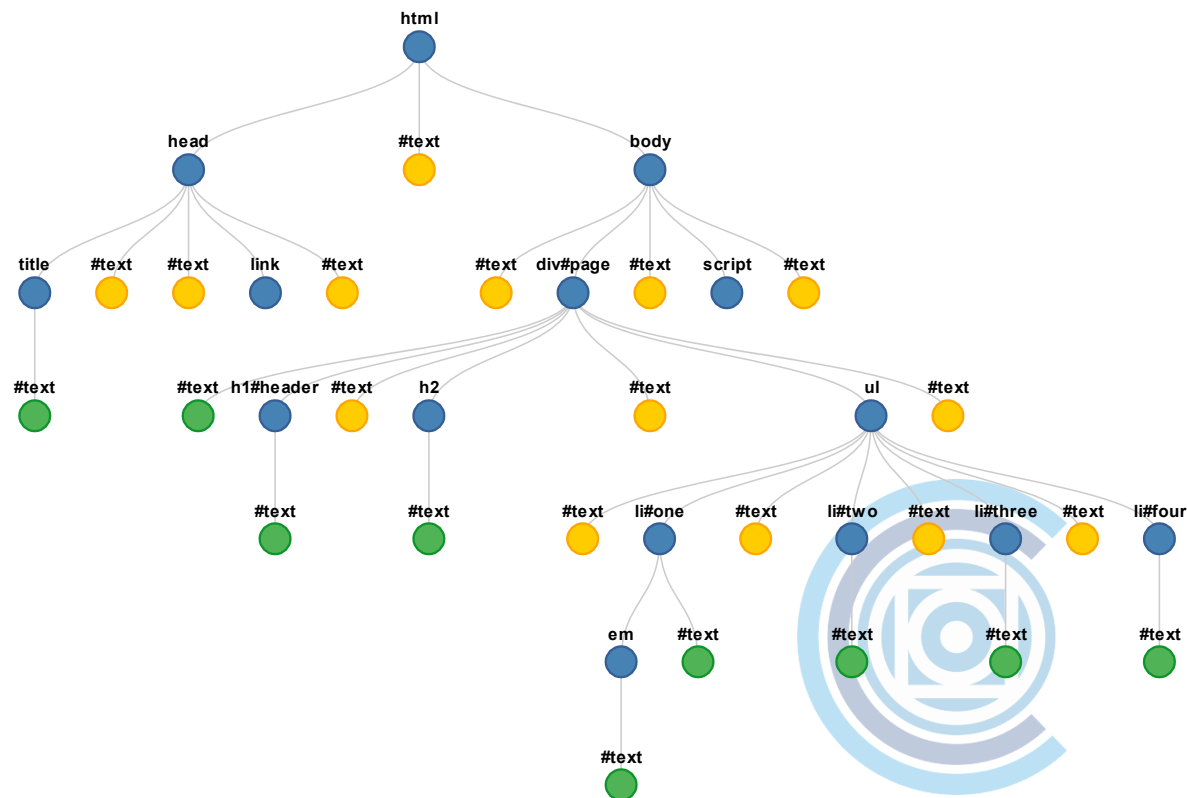 html
head #text body
title #text #text link #text #text div#page #text script #text
#text #text h1#header #text h2 #text ul #text
#text #text #text li#one #text li#two #text li#three #text li#four
em #text #text #text #text
#text